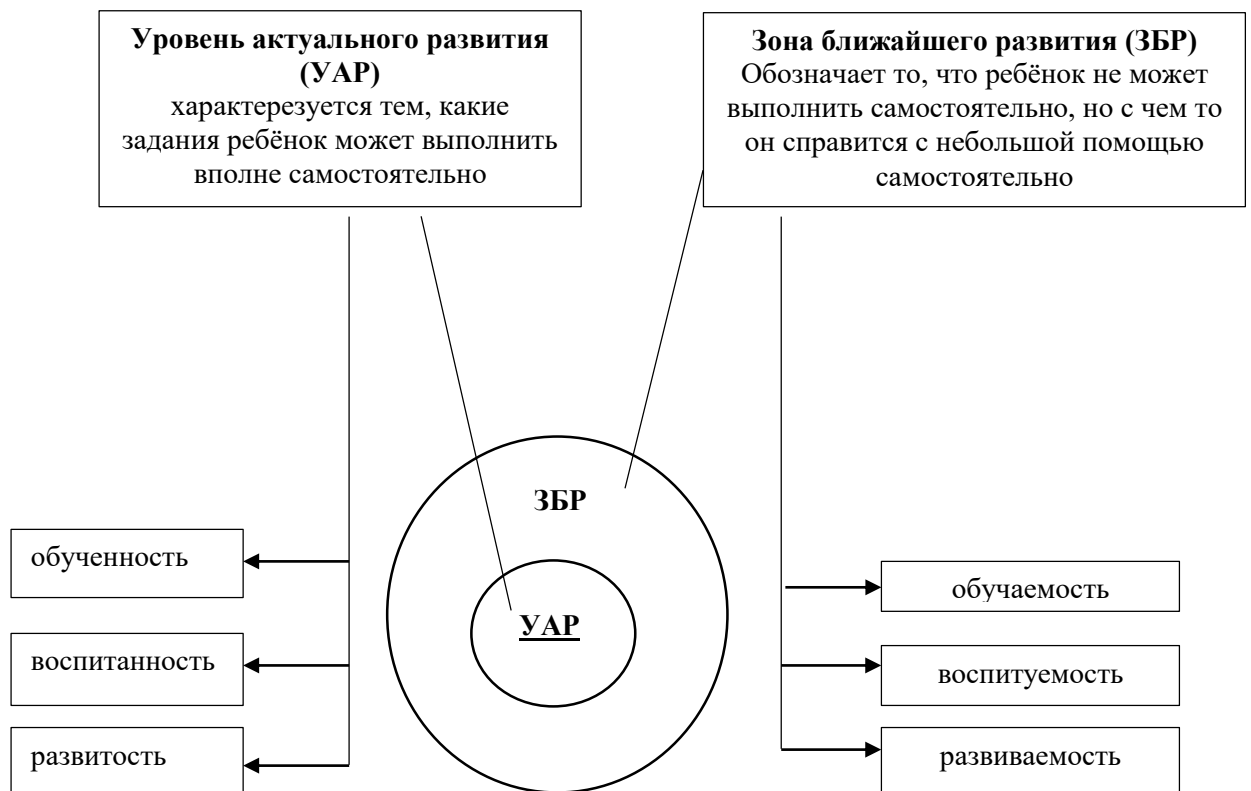 Уровень актуального развития
(УАР)
характерезуется тем, какие
задания ребёнок может выполнить
вполне самостоятельно
Зона ближайшего развития (ЗБР)
Обозначает то, что ребёнок не может
выполнить самостоятельно, но с чем то
он справится с небольшой помощью
самостоятельно
ЗБР
УАР
обученность
воспитанность
развитость
обучаемость
воспитуемость
развиваемость